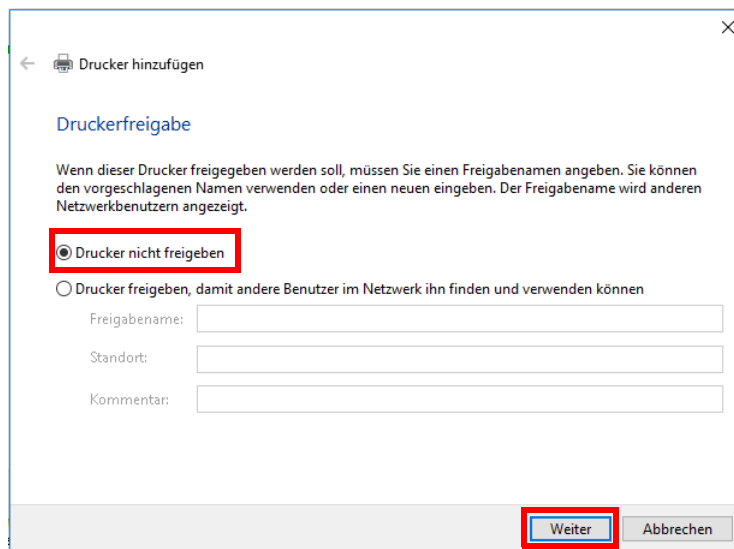 Drucker hinzufügen
Druckerfreigabe
Wenn dieser Drucker freigegeben werden soll, müssen Sie einen Freigabenamen angeben. Sie können
den vorgeschlagenen Namen verwenden oder einen neuen eingeben. Der Freigabename wird anderen
Netzwerkbenutzern angezeigt.
Drucker nicht freigeben
Drucker freigeben, damit andere Benutzer im Netzwerk ihn finden und verwenden können
Freigabename:
Standort:
Kommentar:
Weiter Abbrechen